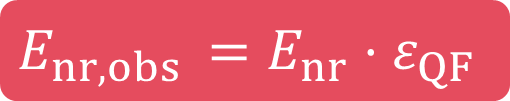 E_nr,obs = E_nr · ε_QF